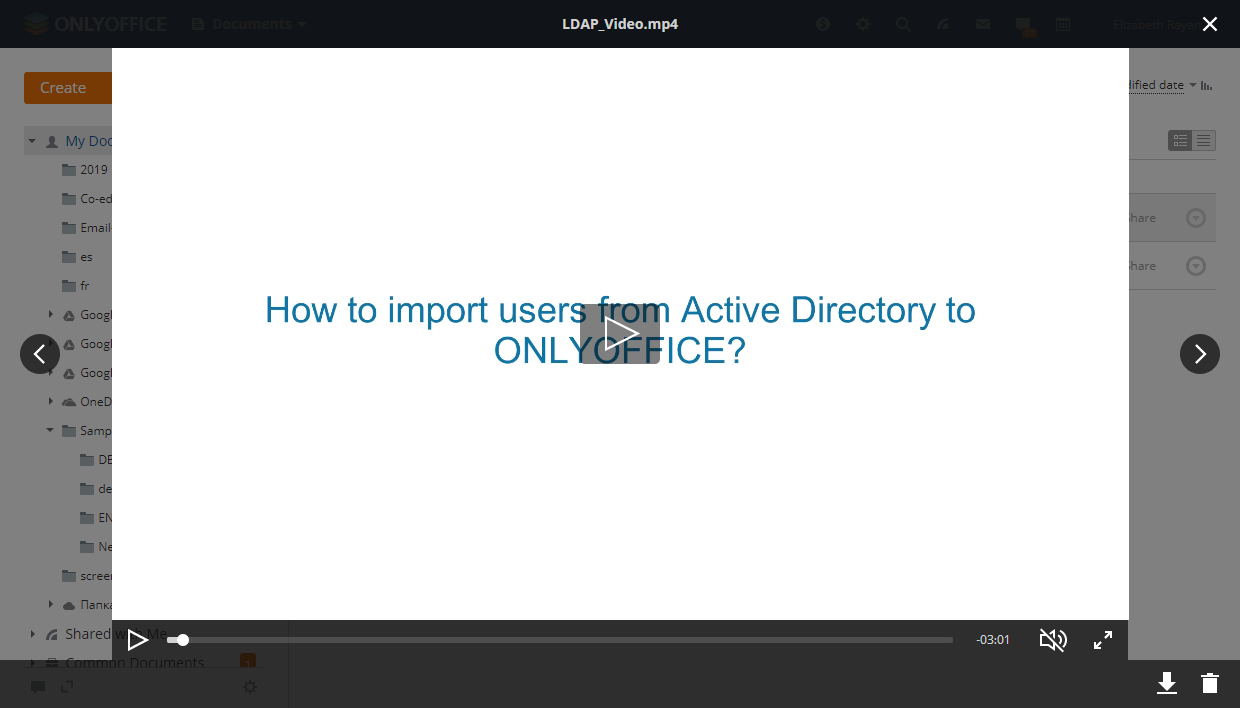 ONLYOFFICE
Documents
LDAP_Video.mp4
Create
dified date
My Doc
2019
Co-ed
Email
es
fr
Googl
Googl
Googl
OneD
Samp
DE
de
EN
Ne
screen
Папка
Shared with Me
Common Documents
How to import users from Active Directory to
ONLYOFFICE?
Share
Share
-03:01